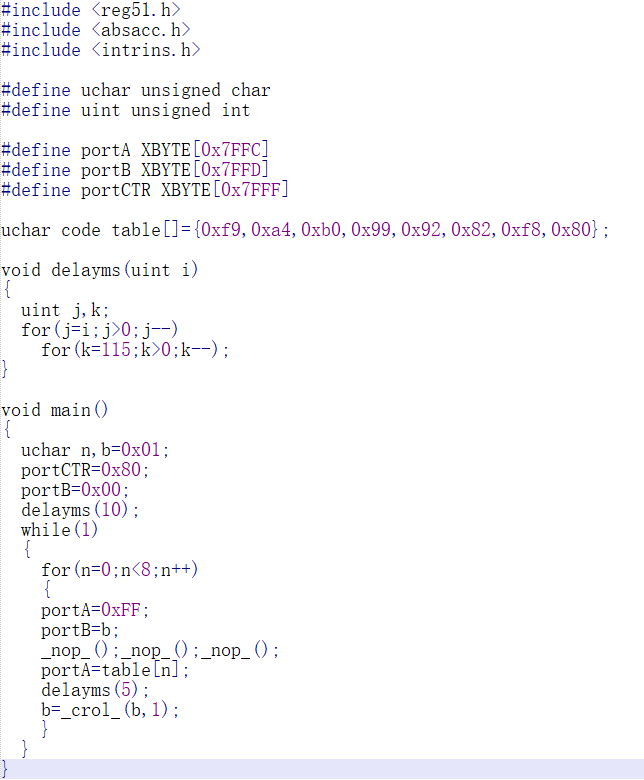 #include <reg51.h>
#include <absacc.h>
#include <intrins.h>
#define uchar unsigned char
#define uint unsigned int
#define portA XBYTE[0x7FFC]
#define portB XBYTE[0x7FFD]
#define portCTR XBYTE[0x7FFF]
uchar code table[]={0xf9,0xa4,0xb0,0x99,0x92,0x82,0xf8,0x80};
void delayms(uint i)
{
  uint j,k;
  for(j=i;j>0;j--)
    for(k=115;k>0;k--);
}
void main()
{
  uchar n,b=0x01;
  portCTR=0x80;
  portB=0x00;
  delayms(10);
  while(1)
  {
    for(n=0;n<8;n++)
    {
    portA=0xFF;
    portB=b;
    _nop_();_nop_();_nop_();
    portA=table[n];
    delayms(5);
    b=_crol_(b,1);
    }
  }
}